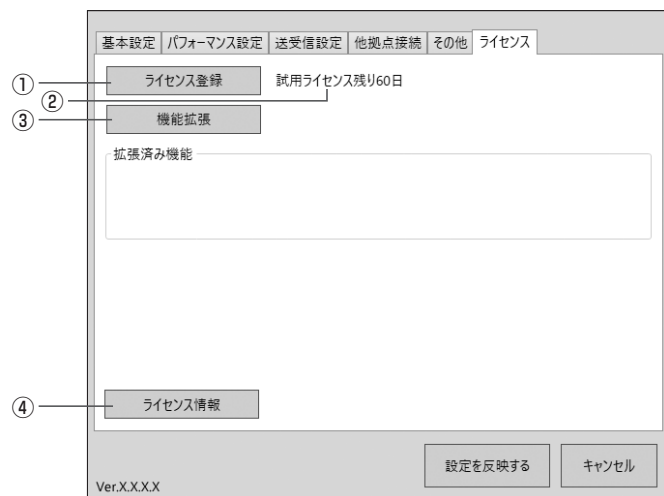 基本設定 パフォーマンス設定 送受信設定 他拠点接続 その他 ライセンス
① ライセンス登録 試用ライセンス残り60日
②
③ 機能拡張
拡張済み機能
④ ライセンス情報
設定を反映する キャンセル
Ver.X.X.X.X